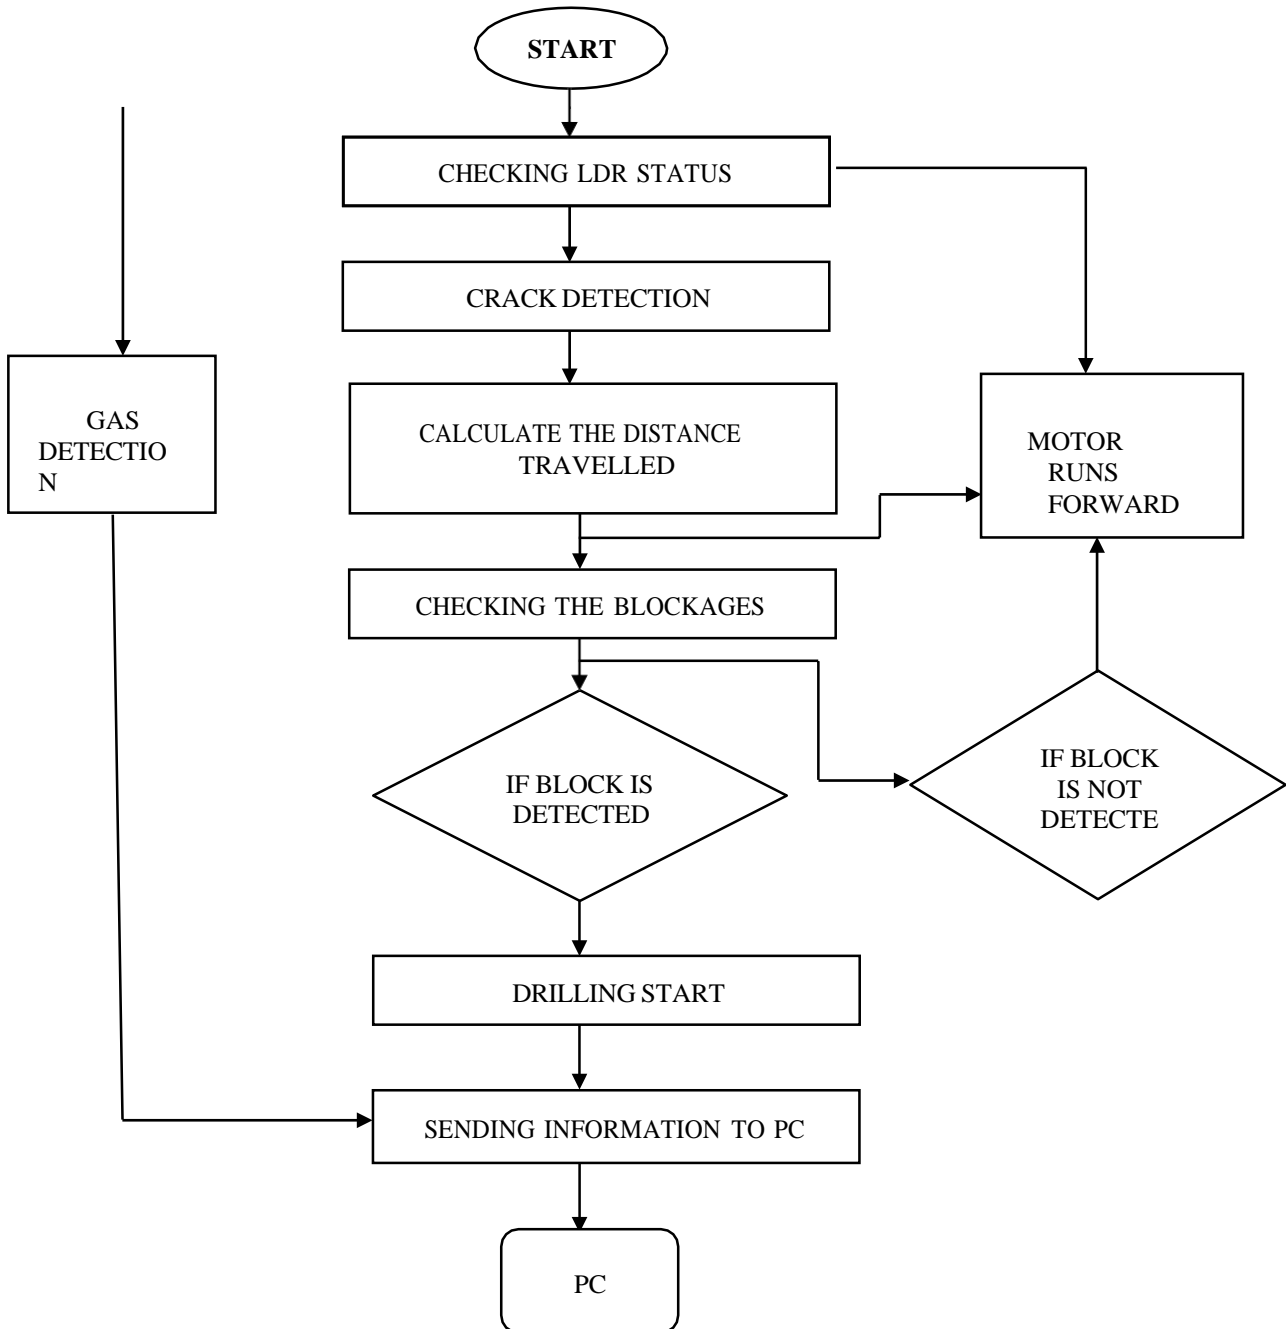 START
CHECKING LDR STATUS
CRACK DETECTION
GAS
DETECTIO
N
CALCULATE THE DISTANCE
TRAVELLED
MOTOR
RUNS
FORWARD
CHECKING THE BLOCKAGES
IF BLOCK IS
DETECTED
IF BLOCK
IS NOT
DETECTE
DRILLING START
SENDING INFORMATION TO PC
PC